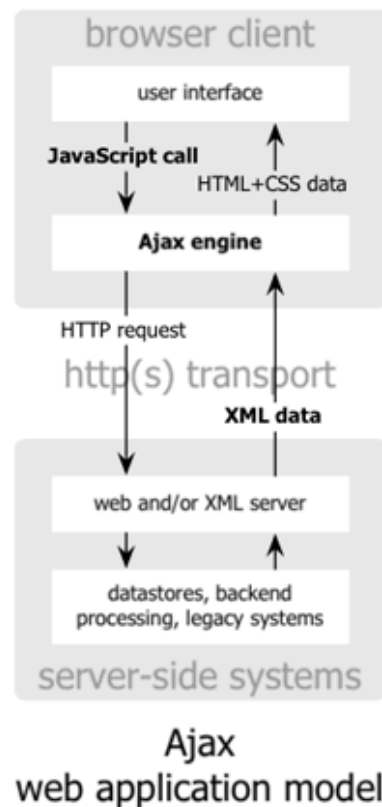 browser client
user interface
JavaScript call
HTML+CSS data
Ajax engine
HTTP request
http(s) transport
XML data
web and/or XML server
datastores, backend
processing, legacy systems
server-side systems
Ajax
web application model